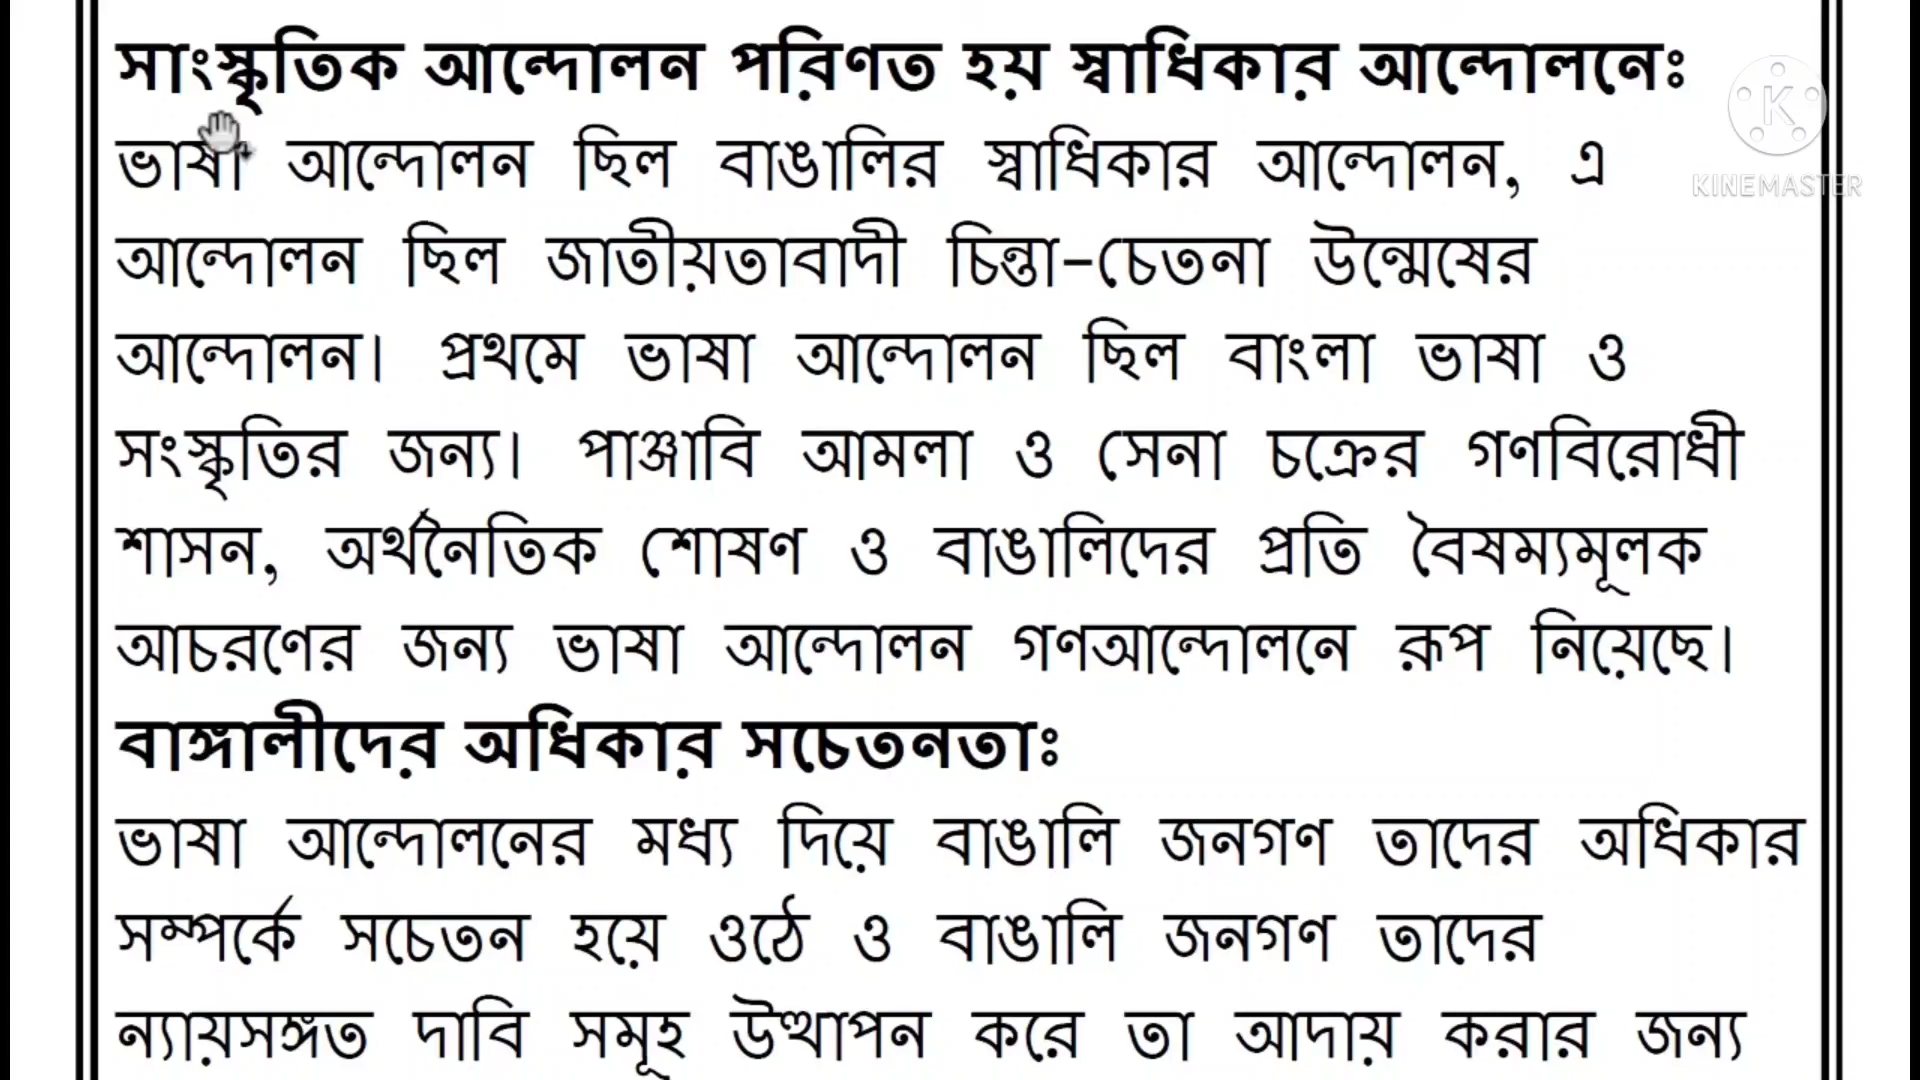 সাংস্কৃতিক আন্দোলন পরিণত হয় স্বাধিকার আন্দোলনেঃ
ভাষা আন্দোলন ছিল বাঙালির স্বাধিকার আন্দোলন, এ
আন্দোলন ছিল জাতীয়তাবাদী চিন্তা-চেতনা উন্মেষের
আন্দোলন। প্রথমে ভাষা আন্দোলন ছিল বাংলা ভাষা ও
সংস্কৃতির জন্য। পাঞ্জাবি আমলা ও সেনা চক্রের গণবিরোধী
শাসন, অর্থনৈতিক শোষণ ও বাঙালিদের প্রতি বৈষম্যমূলক
আচরণের জন্য ভাষা আন্দোলন গণআন্দোলনে রূপ নিয়েছে।
বাঙ্গালীদের অধিকার সচেতনতাঃ
ভাষা আন্দোলনের মধ্য দিয়ে বাঙালি জনগণ তাদের অধিকার
সম্পর্কে সচেতন হয়ে ওঠে ও বাঙালি জনগণ তাদের
ন্যায়সঙ্গত দাবি সমূহ উত্থাপন করে তা আদায় করার জন্য
K
KINEMASTER